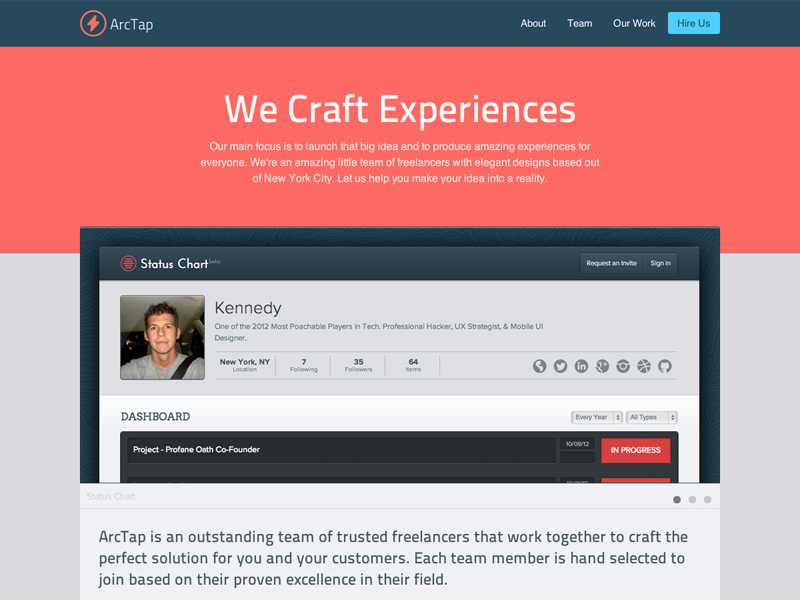 ArcTap
About Team Our Work Hire Us
We Craft Experiences
Our main focus is to launch that big idea and to produce amazing experiences for
everyone. We're an amazing little team of freelancers with elegant designs based out
of New York City. Let us help you make your idea into a reality.
Status Chart beta
Request an Invite Sign In
Kennedy
One of the 2012 Most Poachable Players in Tech. Professional Hacker, UX Strategist, & Mobile UI
Designer.
New York, NY 7 35 64
Location Following Followers Items
DASHBOARD
Every Year All Types
Project - Profane Oath Co-Founder
10/09/12
IN PROGRESS
Status Chart
ArcTap is an outstanding team of trusted freelancers that work together to craft the
perfect solution for you and your customers. Each team member is hand selected to
join based on their proven excellence in their field.